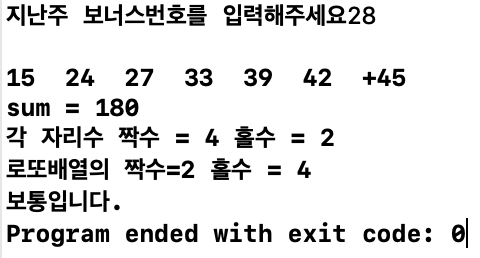 지난주 보너스번호를 입력해주세요28
15 24 27 33 39 42 +45
sum = 180
각 자리수 짝수 = 4 홀수 = 2
로또배열의 짝수=2 홀수 = 4
보통입니다.
Program ended with exit code: 0